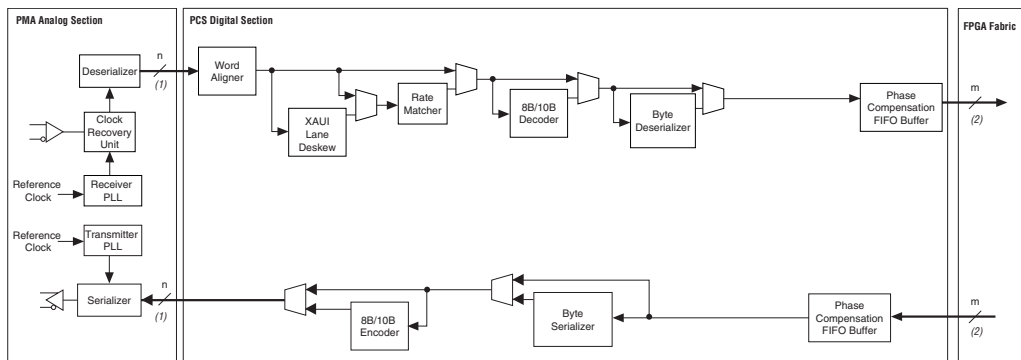 PMA Analog Section
PCS Digital Section
FPGA Fabric
Deserializer
n
(1)
Word
Aligner
XAUI
Lane
Deskew
Rate
Matcher
8B/10B
Decoder
Byte
Deserializer
Phase
Compensation
FIFO Buffer
m
(2)
Clock
Recovery
Unit
Reference
Clock
Receiver
PLL
Reference
Clock
Transmitter
PLL
Serializer
n
(1)
8B/10B
Encoder
Byte
Serializer
Phase
Compensation
FIFO Buffer
m
(2)